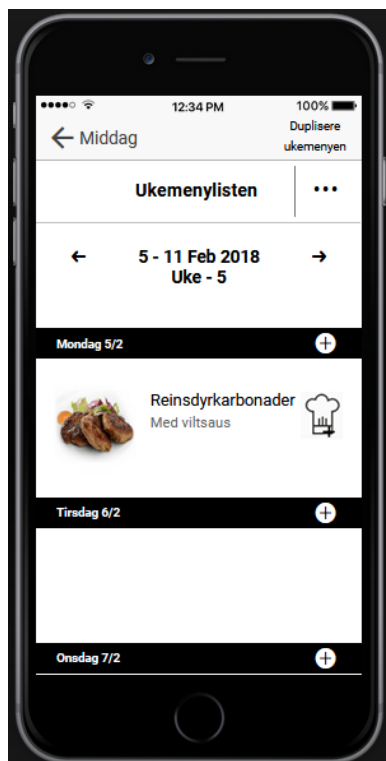 12:34 PM
100%
← Middag
Duplisere
ukemenyen
Ukemenylisten
•••
← 5 - 11 Feb 2018 →
Uke - 5
Mondag 5/2
Reinsdyrkarbonader
Med viltsaus
Tirsdag 6/2
Onsdag 7/2